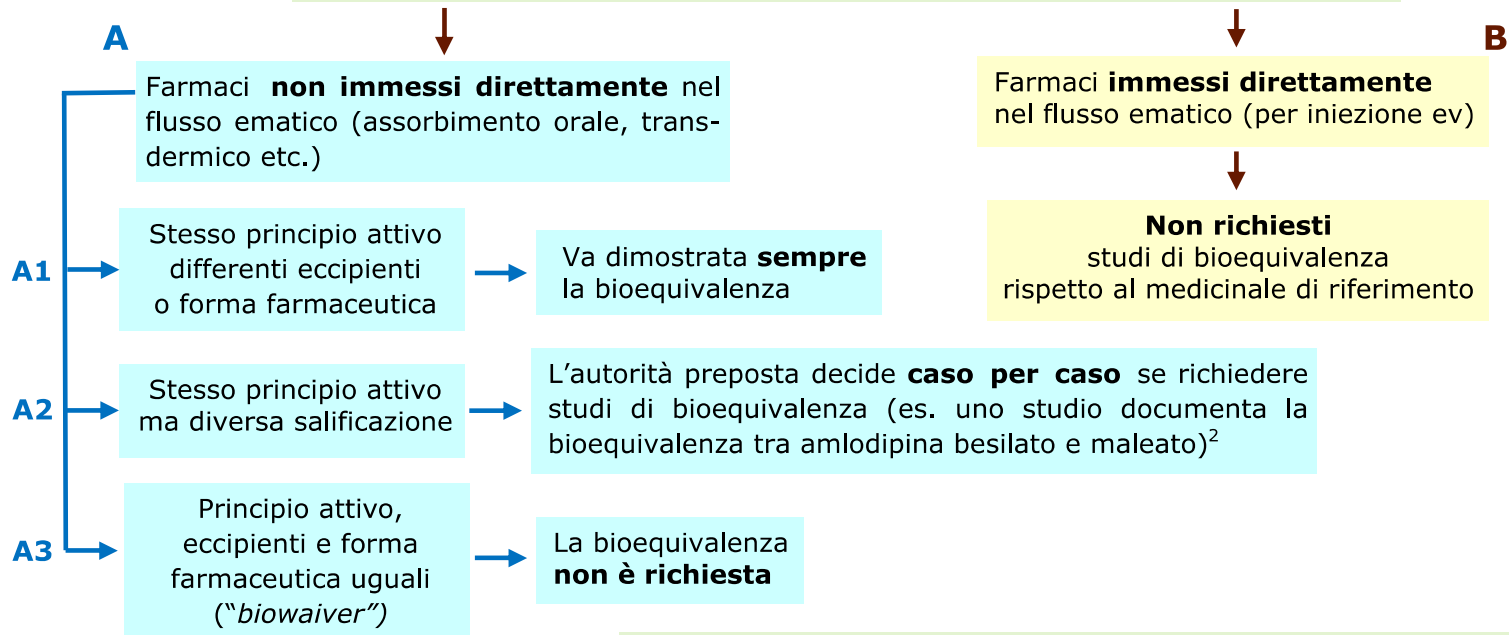 A
Farmaci non immessi direttamente nel
flusso ematico (assorbimento orale, trans-
dermico etc.)
A1
Stesso principio attivo
differenti eccipienti
o forma farmaceutica
Va dimostrata sempre
la bioequivalenza
A2
Stesso principio attivo
ma diversa salificazione
L'autorità preposta decide caso per caso se richiedere
studi di bioequivalenza (es. uno studio documenta la
bioequivalenza tra amlodipina besilato e maleato)2
A3
Principio attivo,
eccipienti e forma
farmaceutica uguali
("biowaiver")
La bioequivalenza
non è richiesta
B
Farmaci immessi direttamente
nel flusso ematico (per iniezione ev)
Non richiesti
studi di bioequivalenza
rispetto al medicinale di riferimento